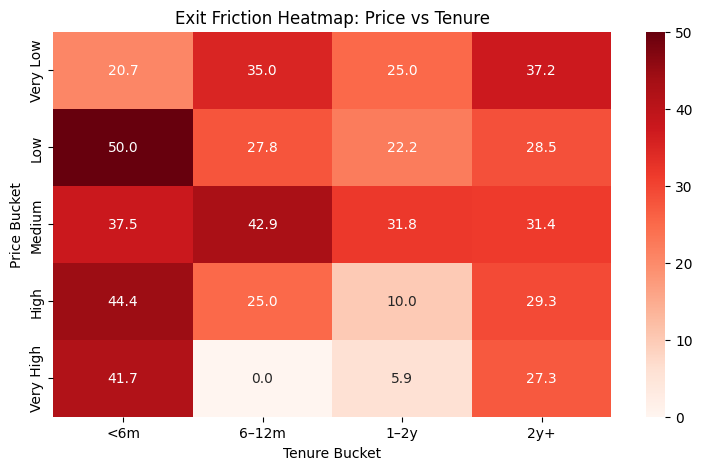 Exit Friction Heatmap: Price vs Tenure
Price Bucket
Very Low 20.7 35.0 25.0 37.2
Low 50.0 27.8 22.2 28.5
Medium 37.5 42.9 31.8 31.4
High 44.4 25.0 10.0 29.3
Very High 41.7 0.0 5.9 27.3
<6m 6–12m 1–2y 2y+
Tenure Bucket
50
40
30
20
10
0